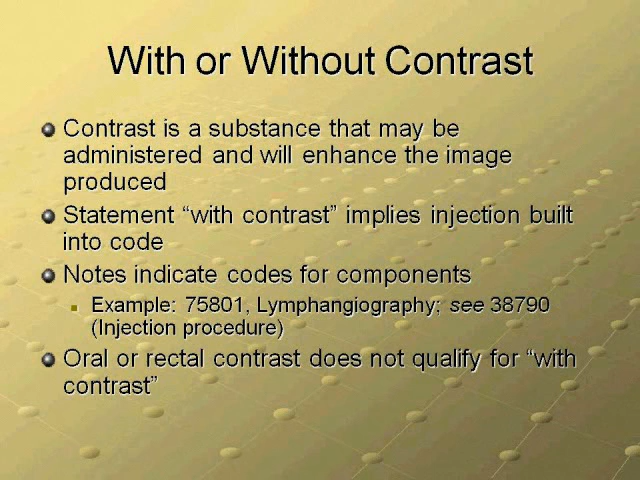 With or Without Contrast
Contrast is a substance that may be
administered and will enhance the image
produced
Statement “with contrast” implies injection built
into code
Notes indicate codes for components
Example: 75801, Lymphangiography; see 38790
(Injection procedure)
Oral or rectal contrast does not qualify for “with
contrast”